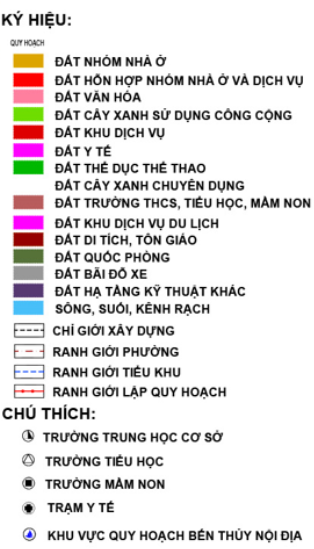 KÝ HIỆU:
QUY HOẠCH
ĐẤT NHÓM NHÀ Ở
ĐẤT HỖN HỢP NHÓM NHÀ Ở VÀ DỊCH VỤ
ĐẤT VĂN HÓA
ĐẤT CÂY XANH SỬ DỤNG CÔNG CỘNG
ĐẤT KHU DỊCH VỤ
ĐẤT Y TẾ
ĐẤT THỂ DỤC THỂ THAO
ĐẤT CÂY XANH CHUYÊN DỤNG
ĐẤT TRƯỜNG THCS, TIỂU HỌC, MẦM NON
ĐẤT KHU DỊCH VỤ DU LỊCH
ĐẤT DI TÍCH, TÔN GIÁO
ĐẤT QUỐC PHÒNG
ĐẤT BÃI ĐỖ XE
ĐẤT HẠ TẦNG KỸ THUẬT KHÁC
SÔNG, SUỐI, KÊNH RẠCH
CHỈ GIỚI XÂY DỰNG
RANH GIỚI PHƯỜNG
RANH GIỚI TIỂU KHU
RANH GIỚI LẬP QUY HOẠCH
CHÚ THÍCH:
TRƯỜNG TRUNG HỌC CƠ SỞ
TRƯỜNG TIỂU HỌC
TRƯỜNG MẦM NON
TRẠM Y TẾ
KHU VỰC QUY HOẠCH BẾN THỦY NỘI ĐỊA